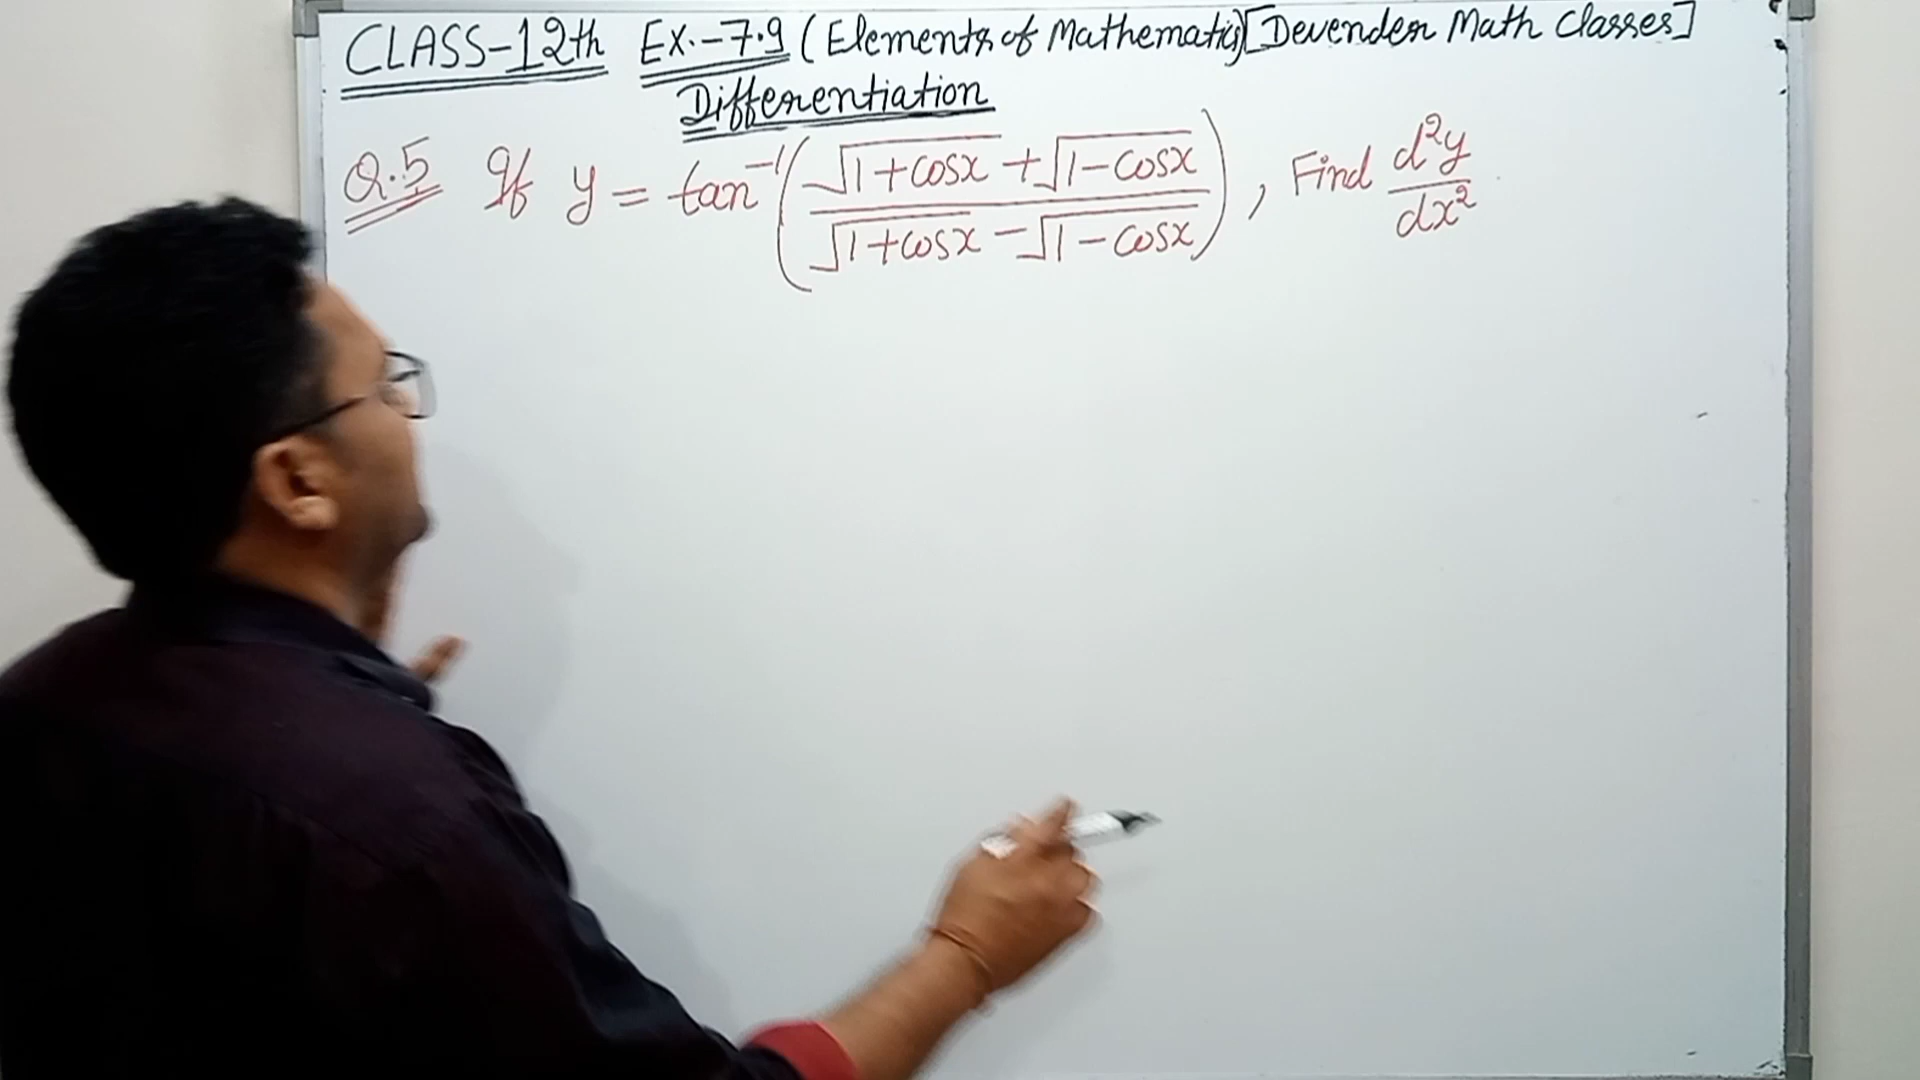 CLASS-12th Ex.-7.9 (Elements of Mathematics) [Devender Math Classes]
Differentiation
Q.5 If y = tan⁻¹((√(1+cosx) + √(1-cosx))/(√(1+cosx) - √(1-cosx))), Find d²y/dx²